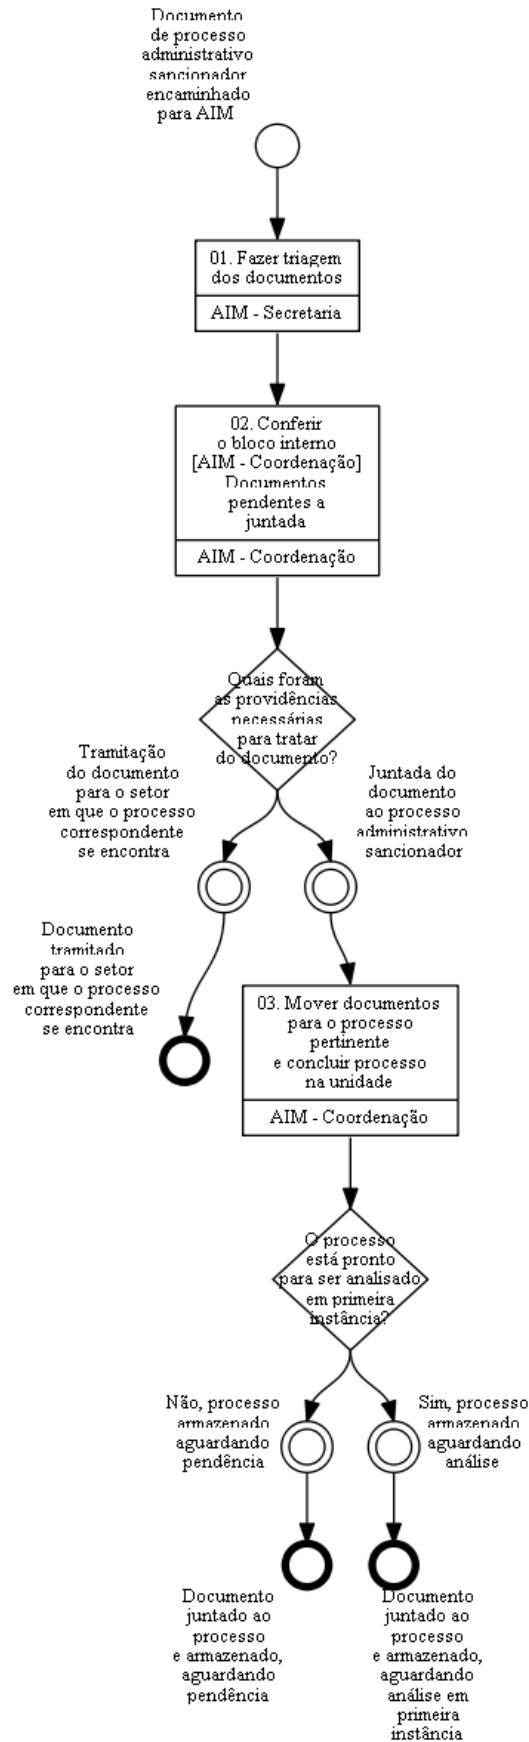 Documento
de processo
administrativo
sancionador
encaminhado
para AIM
01. Fazer triagem
dos documentos
AIM - Secretaria
02. Conferir
o bloco interno
[AIM - Coordenação]
Documentos
pendentes a
juntada
AIM - Coordenação
Quais foram
as providências
necessárias
para tratar
do documento?
Tramitação
do documento
para o setor
em que o processo
correspondente
se encontra
Juntada do
documento
ao processo
administrativo
sancionador
Documento
tramitado
para o setor
em que o processo
correspondente
se encontra
03. Mover documentos
para o processo
pertinente
e concluir processo
na unidade
AIM - Coordenação
O processo
está pronto
para ser analisado
em primeira
instância?
Não, processo
armazenado
aguardando
pendência
Sim, processo
armazenado
aguardando
análise
Documento
juntado ao
processo
e armazenado,
aguardando
pendência
Documento
juntado ao
processo
e armazenado,
aguardando
análise em
primeira
instância